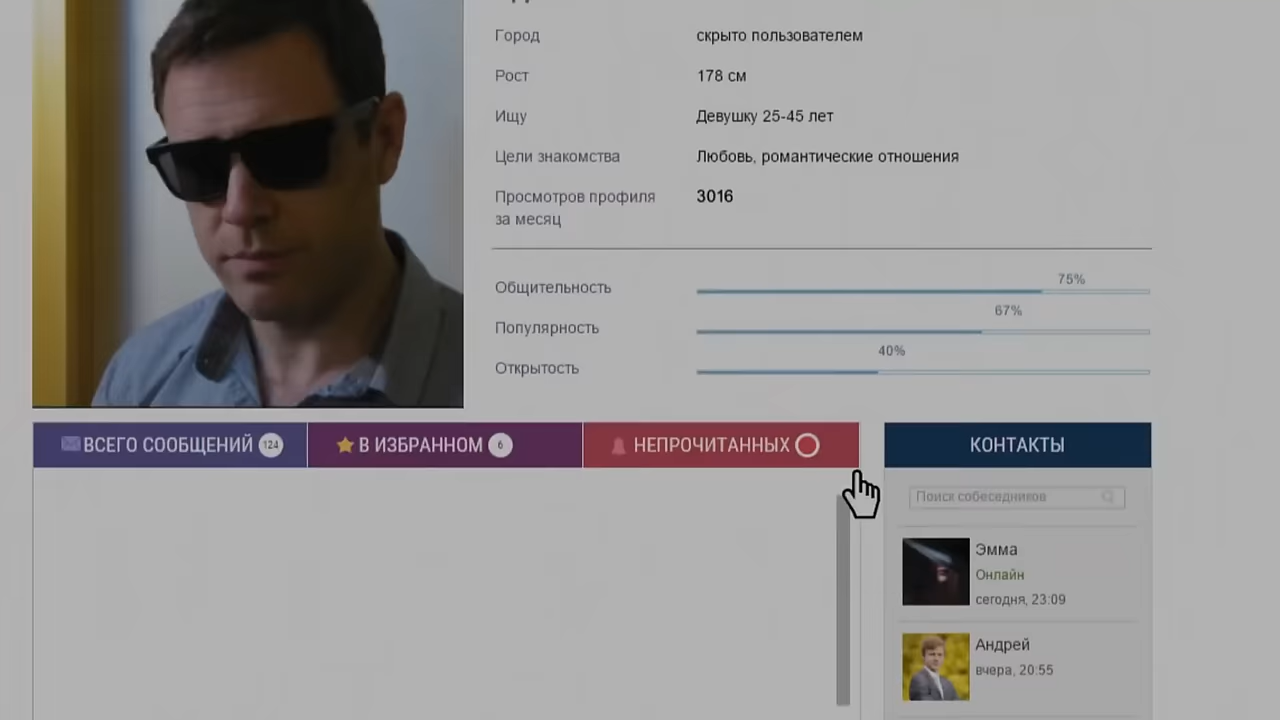 Город скрыто пользователем
Рост 178 см
Ищу Девушку 25-45 лет
Цели знакомства Любовь, романтические отношения
Просмотров профиля 3016
за месяц
Общительность 75%
Популярность 67%
Открытость 40%
ВСЕГО СООБЩЕНИЙ 124 В ИЗБРАННОМ 6 НЕПРОЧИТАННЫХ КОНТАКТЫ
Поиск собеседников
Эмма
Онлайн
сегодня, 23:09
Андрей
вчера, 20:55